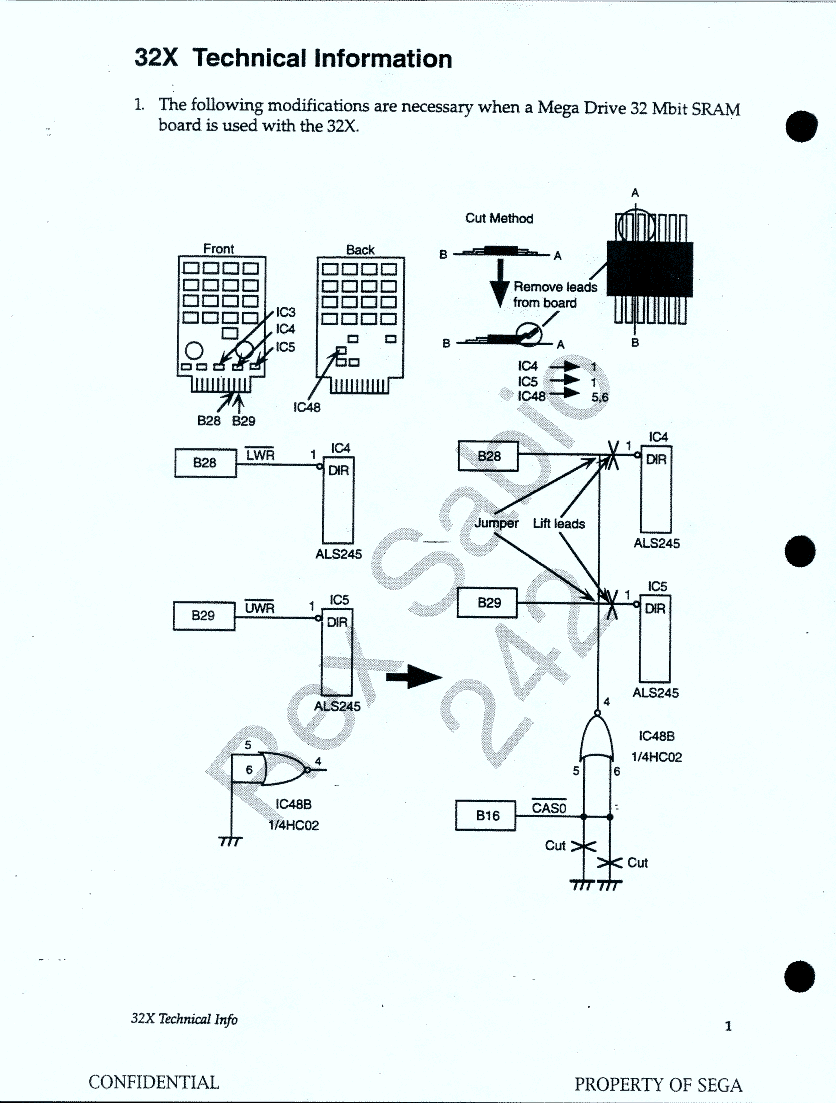 32X Technical Information
1. The following modifications are necessary when a Mega Drive 32 Mbit SRAM
board is used with the 32X.
A
Cut Method
Front
Back
B
A
IC3
IC4
IC5
Remove leads
from board
B
A
B
IC4
1
IC5
1
IC48
5,6
B28
B29
IC48
B28
LWR
1
IC4
DIR
ALS245
B28
1
IC4
DIR
ALS245
Jumper
Lift leads
B29
UWR
1
IC5
DIR
ALS245
B29
1
IC5
DIR
ALS245
5
6
4
IC48B
1/4HC02
4
IC48B
1/4HC02
5
6
B16
CAS0
Cut
Cut
Rex Sabio
242
32X Technical Info
1
CONFIDENTIAL
PROPERTY OF SEGA